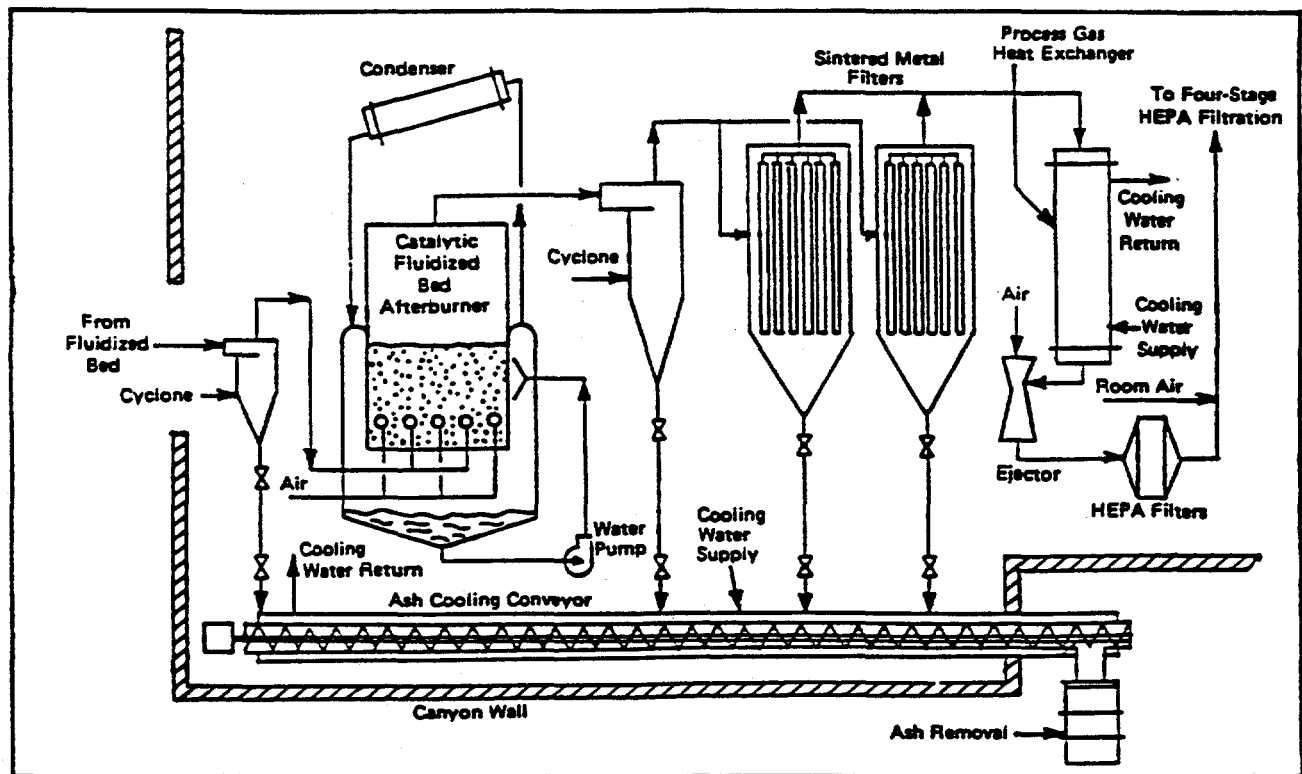 Process Gas
Heat Exchanger
Sintered Metal
Filters
Condenser
To Four-Stage
HEPA Filtration
Cooling
Water
Return
Catalytic
Fluidized
Bed
Afterburner
Cyclone
Air
Cooling
Water
Supply
From
Fluidized
Bed
Room Air
Cyclone
Air
Ejector
HEPA Filters
Water
Pump
Cooling
Water
Supply
Cooling
Water Return
Ash Cooling Conveyor
Canyon Wall
Ash Removal